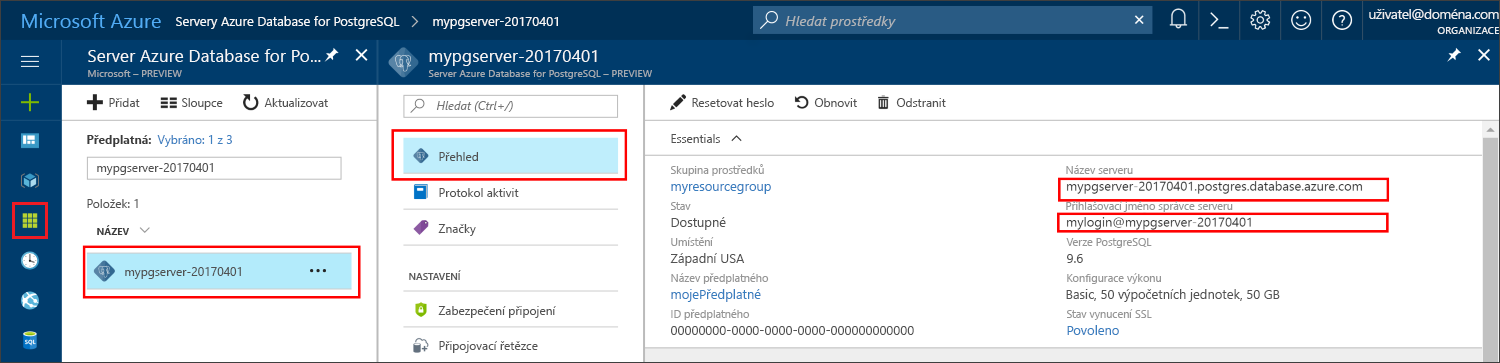 Microsoft Azure Servery Azure Database for PostgreSQL > mypgserver-20170401 Hledat prostředky uživatel@doména.com
ORGANIZACE
Server Azure Database for Po...
Microsoft – PREVIEW
Přidat Sloupce Aktualizovat
Předplatná: Vybráno: 1 z 3
mypgserver-20170401
Položek: 1
NÁZEV
mypgserver-20170401 ...
SQL
mypgserver-20170401
Server Azure Database for PostgreSQL – PREVIEW
Hledat (Ctrl+/)
Přehled
Protokol aktivit
Značky
NASTAVENÍ
Zabezpečení připojení
Připojovací řetězce
Resetovat heslo Obnovit Odstranit
Essentials
Skupina prostředků
myresourcegroup
Stav
Dostupné
Umístění
Západní USA
Název předplatného
mojePředplatné
ID předplatného
00000000-0000-0000-0000-000000000000
Název serveru
mypgserver-20170401.postgres.database.azure.com
Přihlašovací jméno správce serveru
mylogin@mypgserver-20170401
Verze PostgreSQL
9.6
Konfigurace výkonu
Basic, 50 výpočetních jednotek, 50 GB
Stav vynucení SSL
Povoleno